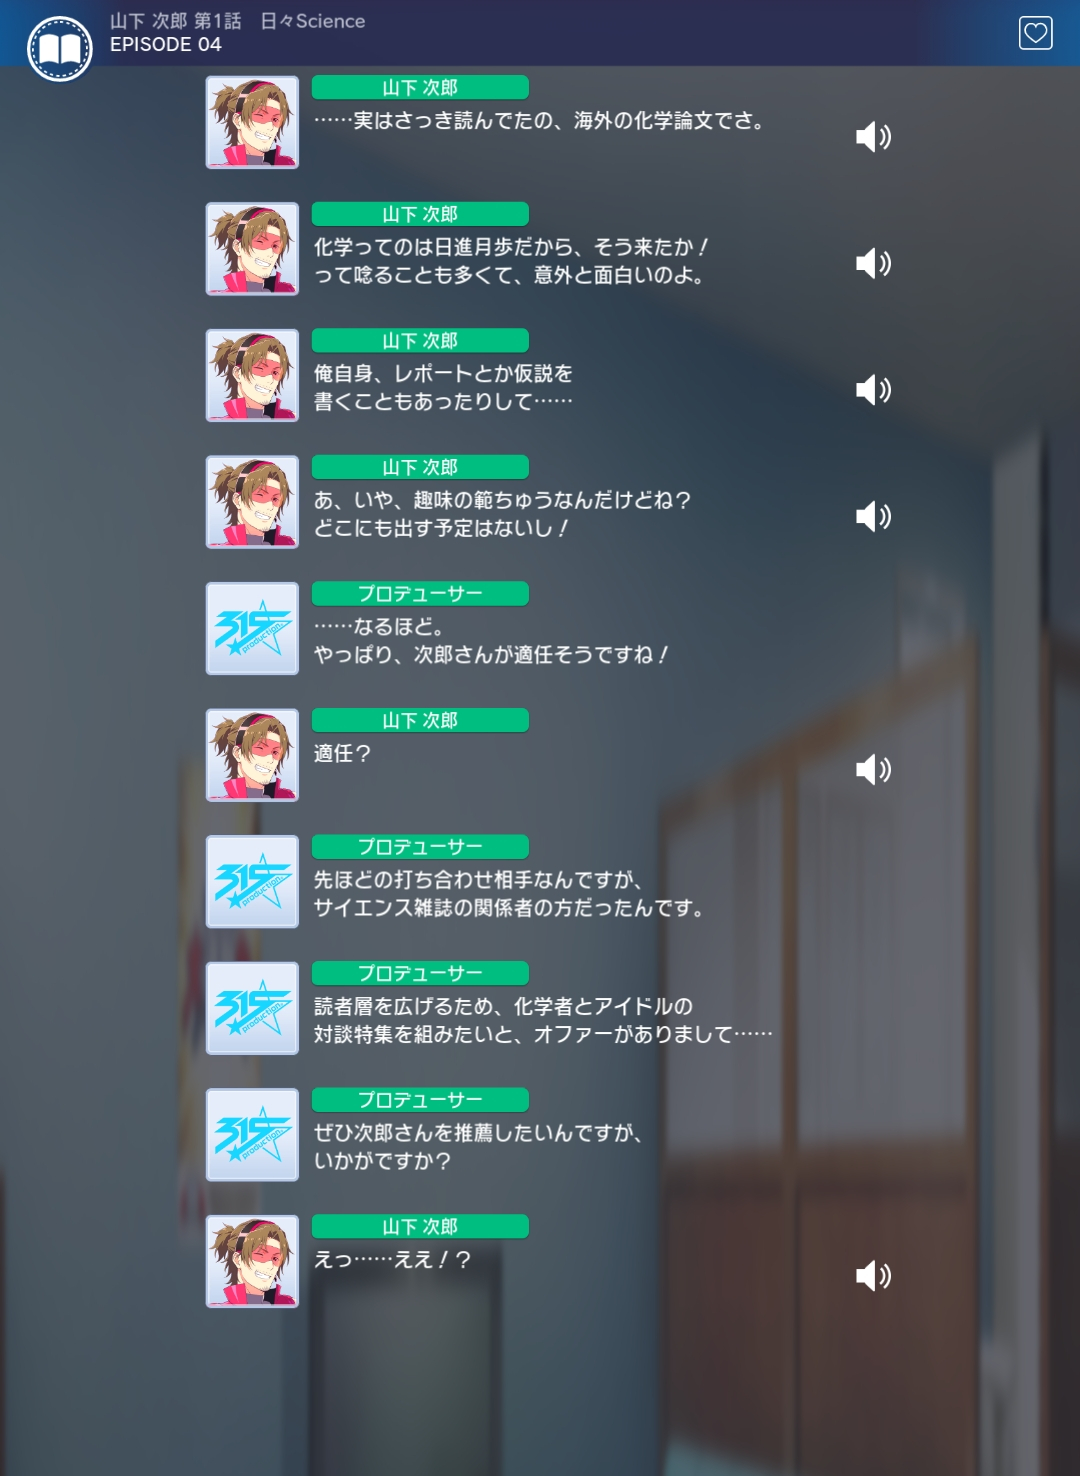 山下 次郎 第1話　日々Science
EPISODE 04
山下 次郎
……実はさっき読んでたの、海外の化学論文でさ。
山下 次郎
化学ってのは日進月歩だから、そう来たか！
って唸ることも多くて、意外と面白いのよ。
山下 次郎
俺自身、レポートとか仮説を
書くこともあったりして……
山下 次郎
あ、いや、趣味の範ちゅうなんだけどね？
どこにも出す予定はないし！
315 production
プロデューサー
……なるほど。
やっぱり、次郎さんが適任そうですね！
山下 次郎
適任？
315 production
プロデューサー
先ほどの打ち合わせ相手なんですが、
サイエンス雑誌の関係者の方だったんです。
315 production
プロデューサー
読者層を広げるため、化学者とアイドルの
対談特集を組みたいと、オファーがありまして……
315 production
プロデューサー
ぜひ次郎さんを推薦したいんですが、
いかがですか？
山下 次郎
えっ……ええ！？